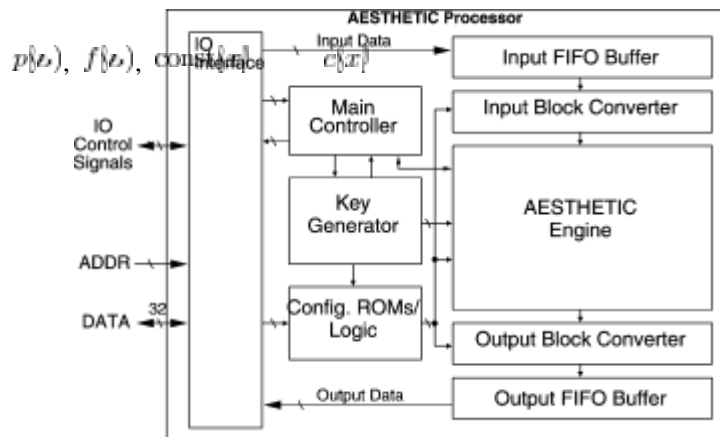 AESTHETIC Processor
IO
Interface
Input Data
Input FIFO Buffer
Input Block Converter
Main
Controller
IO
Control
Signals
AESTHETIC
Engine
Key
Generator
ADDR
Config. ROMs/
Logic
32
DATA
Output Block Converter
Output Data
Output FIFO Buffer